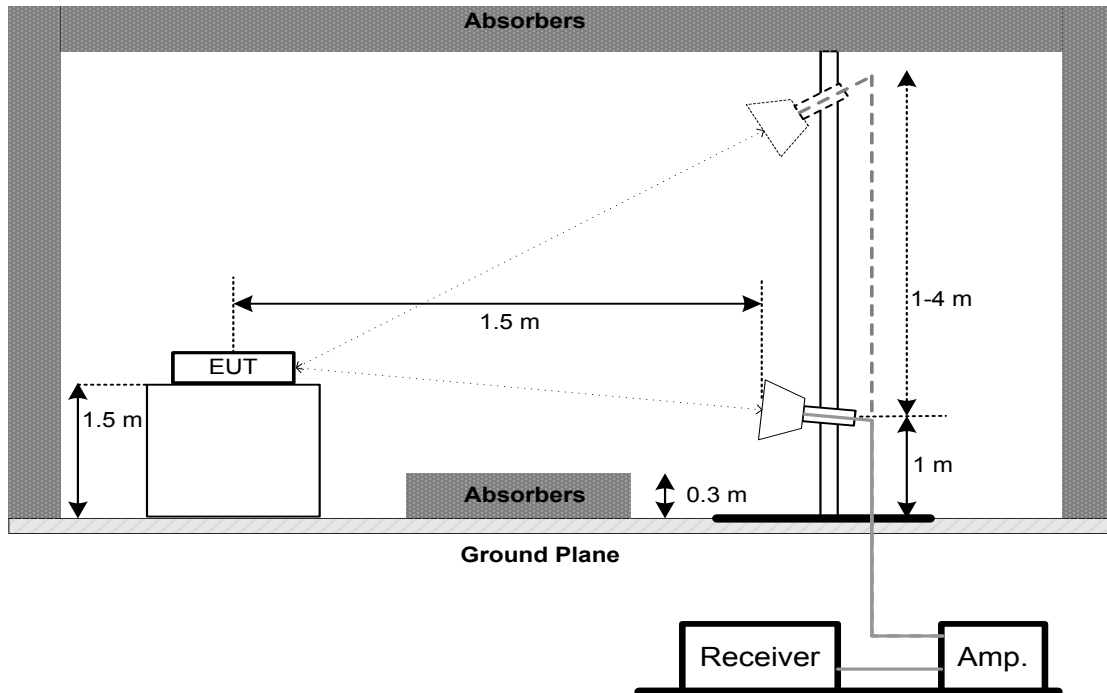 Absorbers
1-4 m
1.5 m
EUT
1.5 m
1 m
Absorbers
0.3 m
Ground Plane
Receiver
Amp.